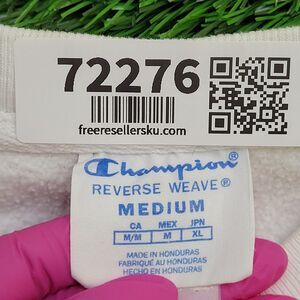 72276
freeresellersku.com
Champion®
REVERSE WEAVE®
MEDIUM
CA MEX JPN
M/M M XL
MADE IN HONDURAS
FABRIQUÉ AU HONDURAS
HECHO EN HONDURAS